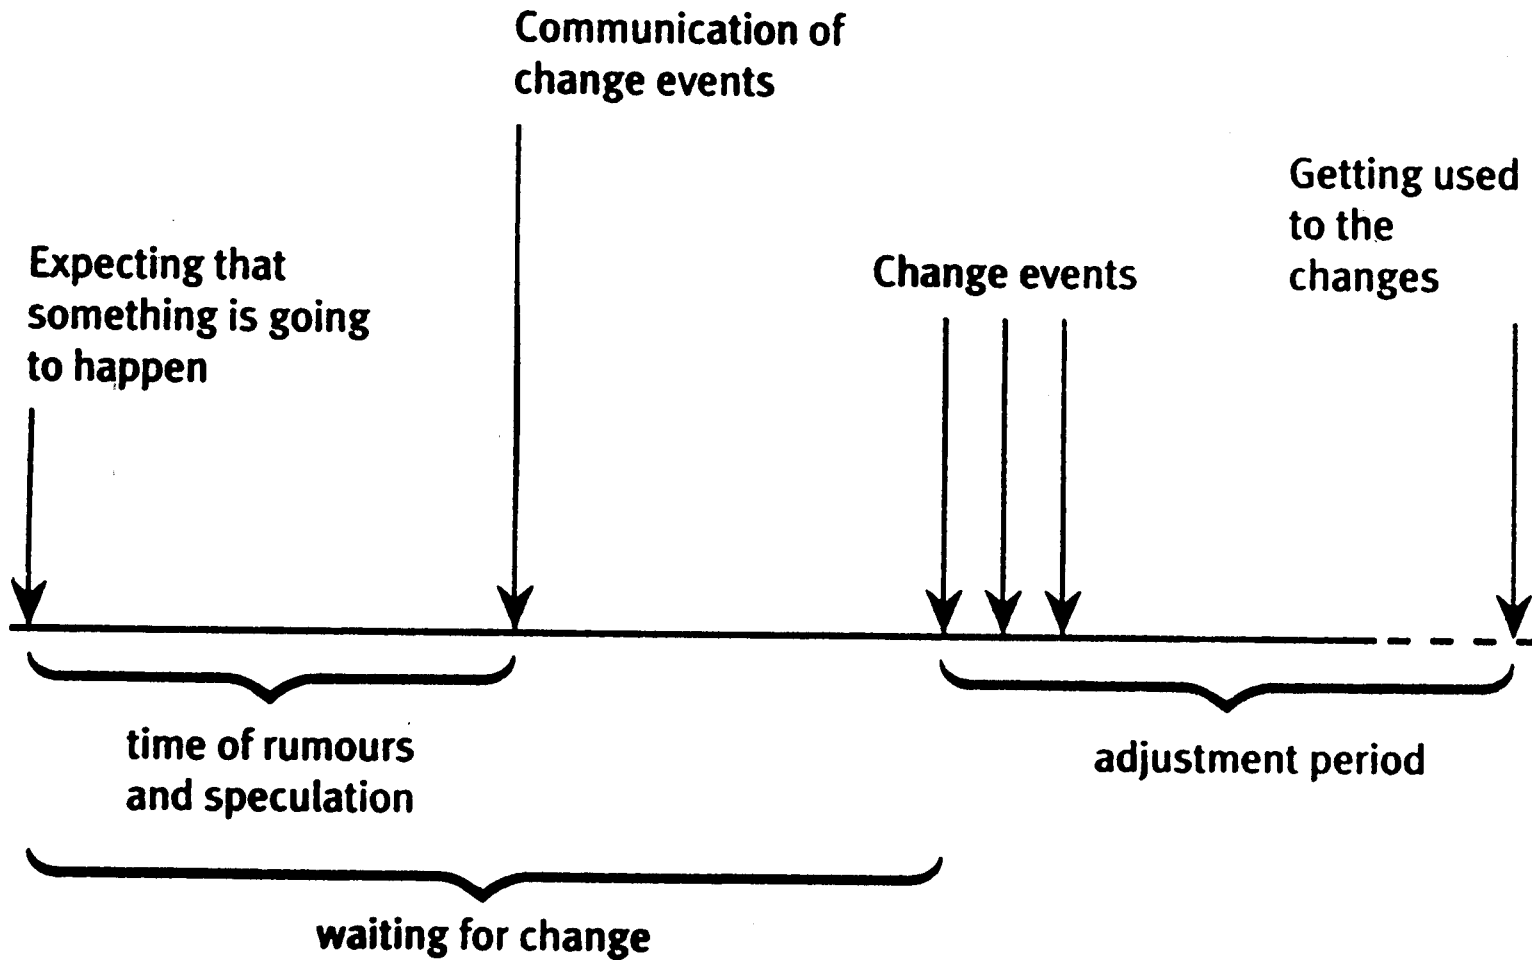 Communication of
change events
Getting used
to the
changes
Expecting that
something is going
to happen
Change events
time of rumours
and speculation
adjustment period
waiting for change